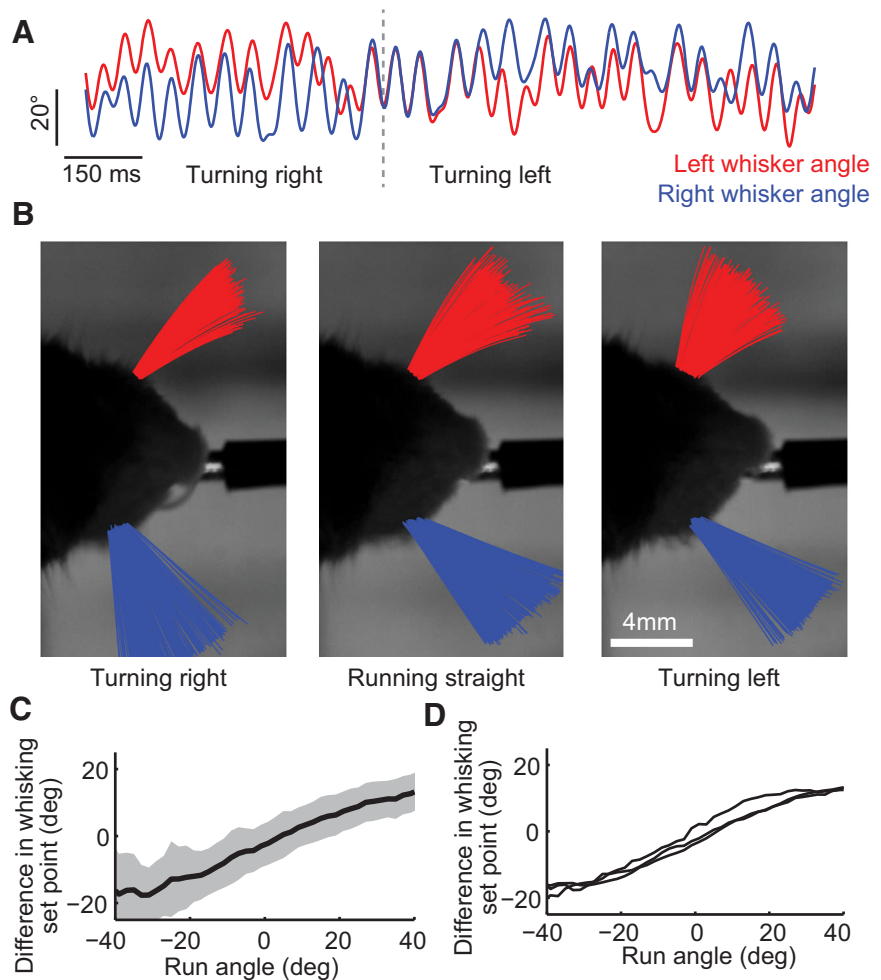 A
20°
150 ms
Turning right
Turning left
Left whisker angle
Right whisker angle
B
4mm
Turning right
Running straight
Turning left
C
Difference in whisking
set point (deg)
20
0
−20
−40
−20
0
20
40
Run angle (deg)
D
Difference in whisking
set point (deg)
20
0
−20
−40
−20
0
20
40
Run angle (deg)